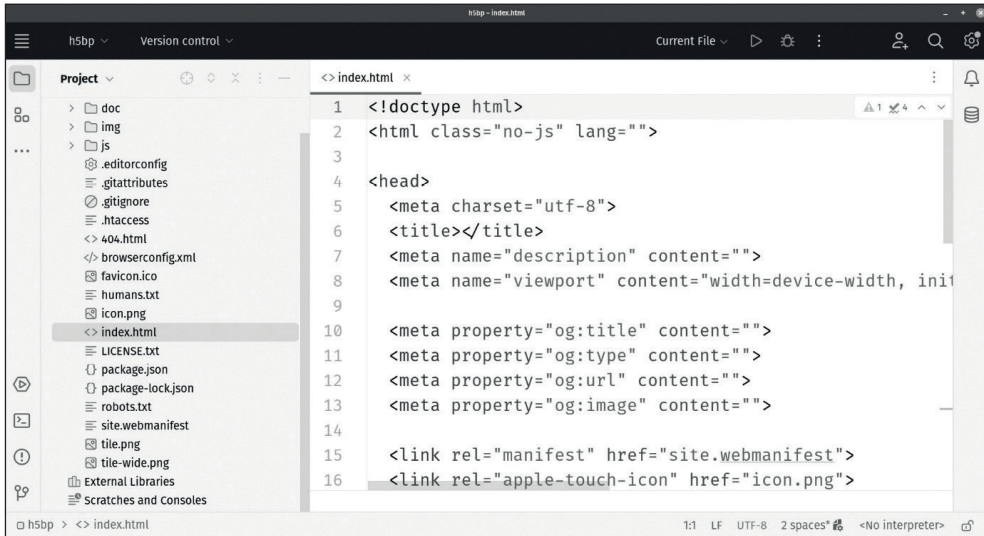 h5bp – index.html
h5bp Version control Current File
Project
<> index.html ×
doc
img
js
.editorconfig
.gitattributes
.gitignore
.htaccess
<> 404.html
</> browserconfig.xml
favicon.ico
humans.txt
icon.png
<> index.html
LICENSE.txt
{} package.json
{} package-lock.json
robots.txt
site.webmanifest
tile.png
tile-wide.png
External Libraries
Scratches and Consoles
1 <!doctype html>
1 4
2 <html class="no-js" lang="">
3
4 <head>
5 <meta charset="utf-8">
6 <title></title>
7 <meta name="description" content="">
8 <meta name="viewport" content="width=device-width, init
9
10 <meta property="og:title" content="">
11 <meta property="og:type" content="">
12 <meta property="og:url" content="">
13 <meta property="og:image" content="">
14
15 <link rel="manifest" href="site.webmanifest">
16 <link rel="apple-touch-icon" href="icon.png">
h5bp > <> index.html 1:1 LF UTF-8 2 spaces* <No interpreter>